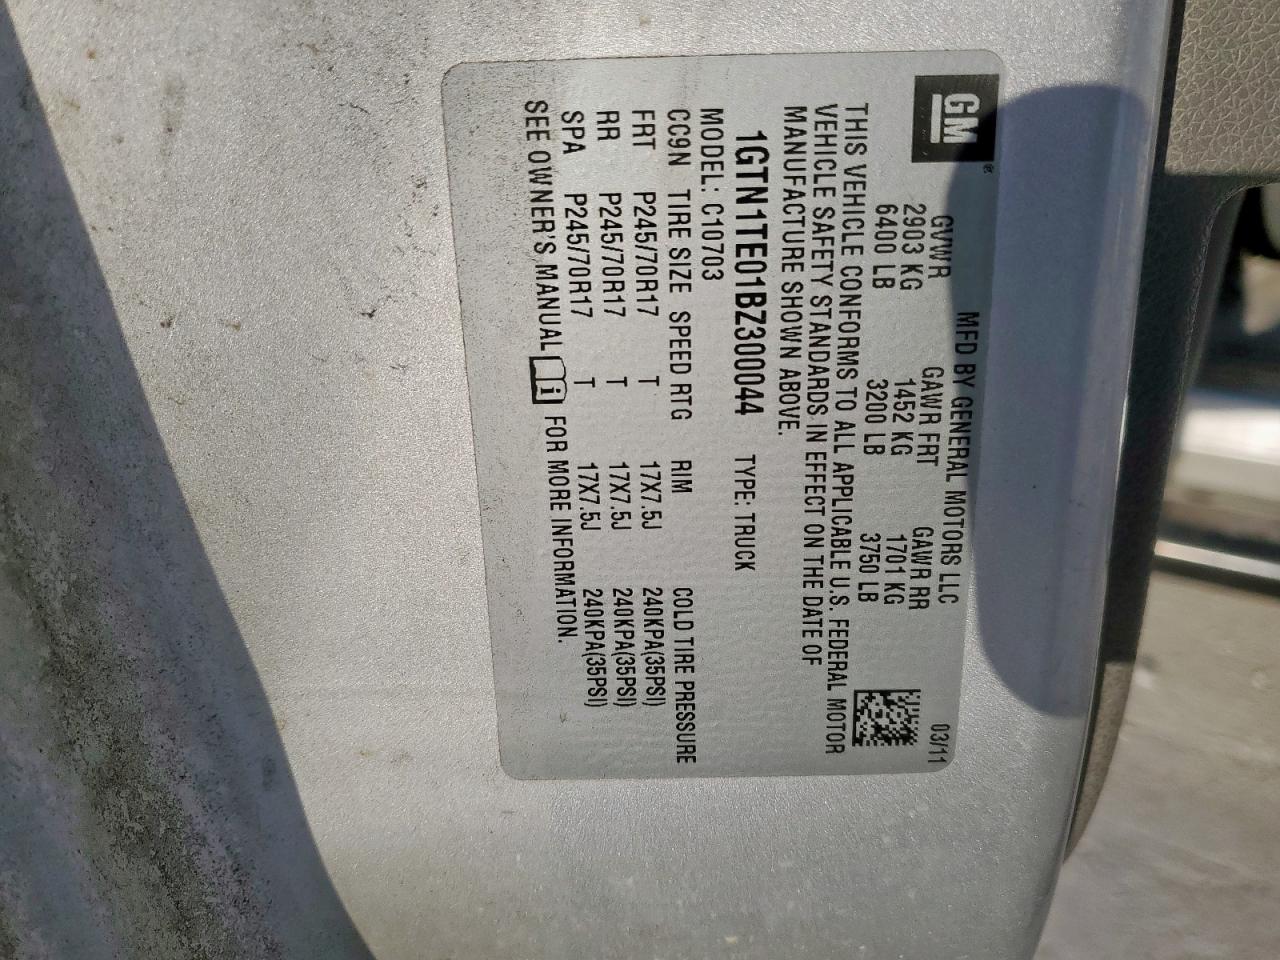 GM
MFD BY GENERAL MOTORS LLC 03/11
GVWR GAWR FRT GAWR RR
2903 KG 1452 KG 1701 KG
6400 LB 3200 LB 3750 LB
THIS VEHICLE CONFORMS TO ALL APPLICABLE U.S. FEDERAL MOTOR
VEHICLE SAFETY STANDARDS IN EFFECT ON THE DATE OF
MANUFACTURE SHOWN ABOVE.
1GTN1TE01BZ300044 TYPE: TRUCK
MODEL: C10703
CC9N TIRE SIZE SPEED RTG RIM COLD TIRE PRESSURE
FRT P245/70R17 T 17X7.5J 240KPA(35PSI)
RR P245/70R17 T 17X7.5J 240KPA(35PSI)
SPA P245/70R17 T 17X7.5J 240KPA(35PSI)
SEE OWNER'S MANUAL i FOR MORE INFORMATION.